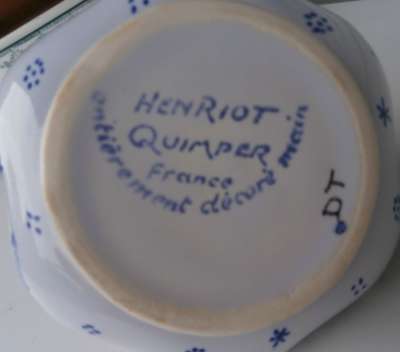 HENRIOT
QUIMPER
France
entièrement décoré main
DT